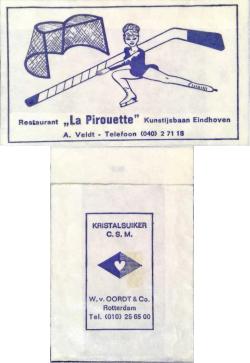 Restaurant „La Pirouette” Kunstijsbaan Eindhoven
A. Veldt - Telefoon (040) 2 71 18
KRISTALSUIKER
C. S. M.
W. v. OORDT & Co.
Rotterdam
Tel. (010) 25 65 00